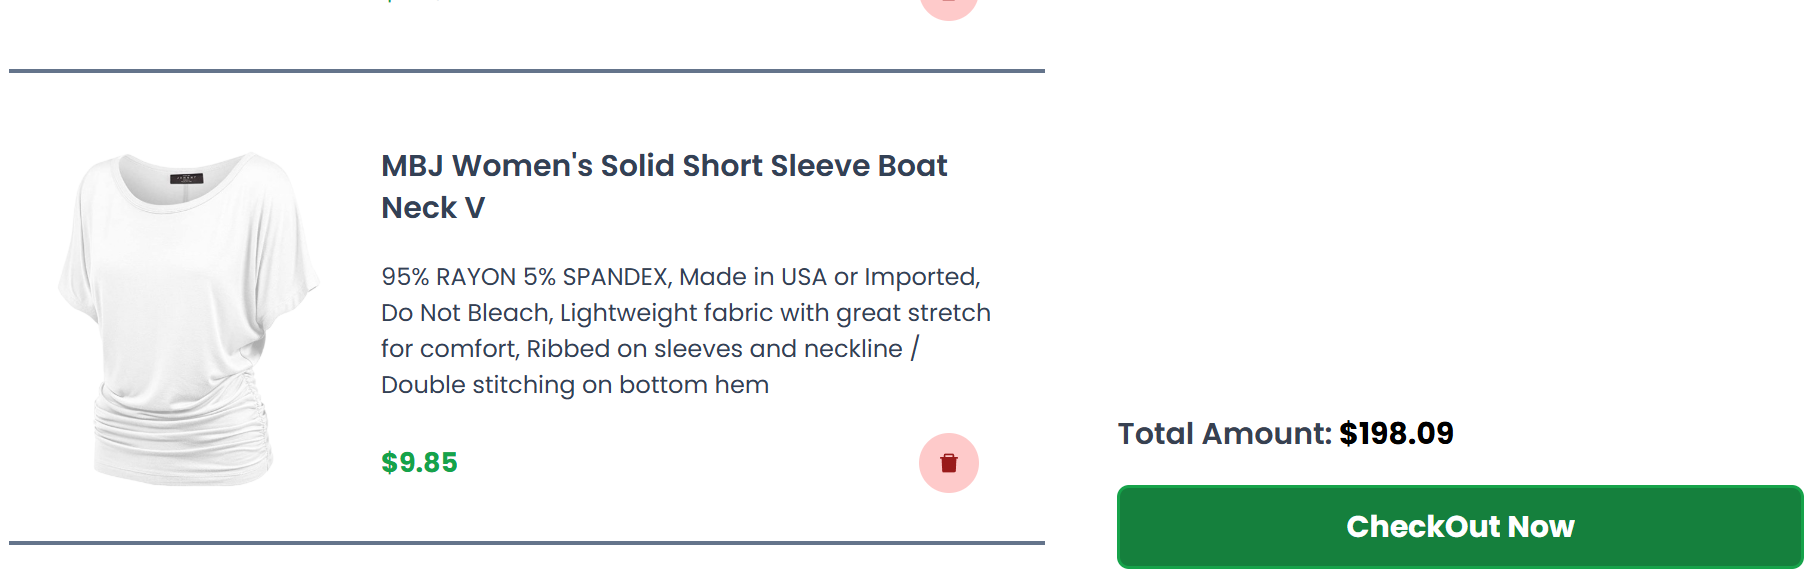 MBJ Women's Solid Short Sleeve Boat
Neck V
95% RAYON 5% SPANDEX, Made in USA or Imported,
Do Not Bleach, Lightweight fabric with great stretch
for comfort, Ribbed on sleeves and neckline /
Double stitching on bottom hem
$9.85
Total Amount: $198.09
CheckOut Now